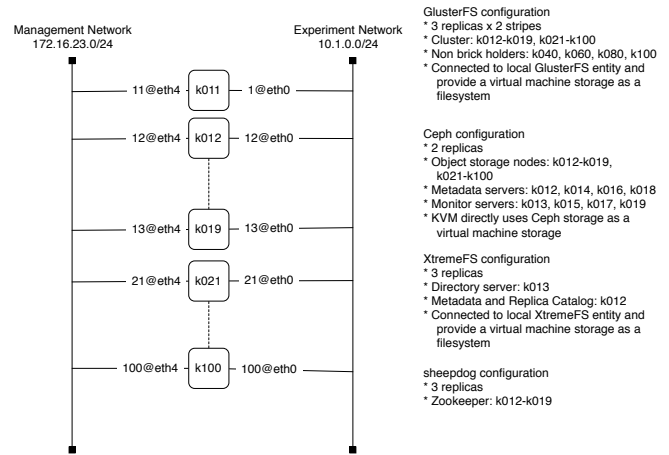 Management Network
172.16.23.0/24
Experiment Network
10.1.0.0/24
11@eth4
k011
1@eth0
12@eth4
k012
12@eth0
13@eth4
k019
13@eth0
21@eth4
k021
21@eth0
100@eth4
k100
100@eth0
GlusterFS configuration
* 3 replicas x 2 stripes
* Cluster: k012-k019, k021-k100
* Non brick holders: k040, k060, k080, k100
* Connected to local GlusterFS entity and
provide a virtual machine storage as a
filesystem
Ceph configuration
* 2 replicas
* Object storage nodes: k012-k019,
k021-k100
* Metadata servers: k012, k014, k016, k018
* Monitor servers: k013, k015, k017, k019
* KVM directly uses Ceph storage as a
virtual machine storage
XtremeFS configuration
* 3 replicas
* Directory server: k013
* Metadata and Replica Catalog: k012
* Connected to local XtremeFS entity and
provide a virtual machine storage as a
filesystem
sheepdog configuration
* 3 replicas
* Zookeeper: k012-k019